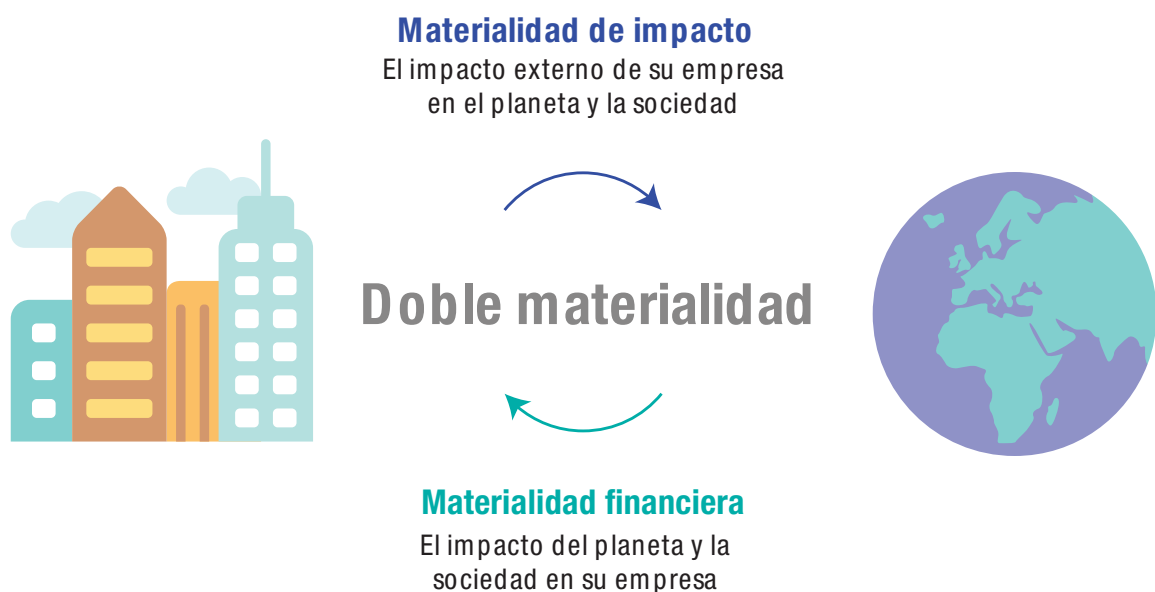 Materialidad de impacto
El impacto externo de su empresa
en el planeta y la sociedad
Doble materialidad
Materialidad financiera
El impacto del planeta y la
sociedad en su empresa